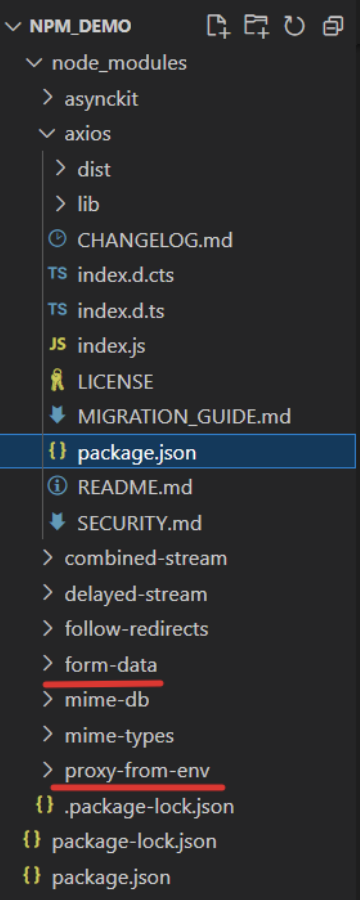 NPM_DEMO
node_modules
asynckit
axios
dist
lib
CHANGELOG.md
TS index.d.cts
TS index.d.ts
JS index.js
LICENSE
MIGRATION_GUIDE.md
{} package.json
README.md
SECURITY.md
combined-stream
delayed-stream
follow-redirects
form-data
mime-db
mime-types
proxy-from-env
{} .package-lock.json
{} package-lock.json
{} package.json